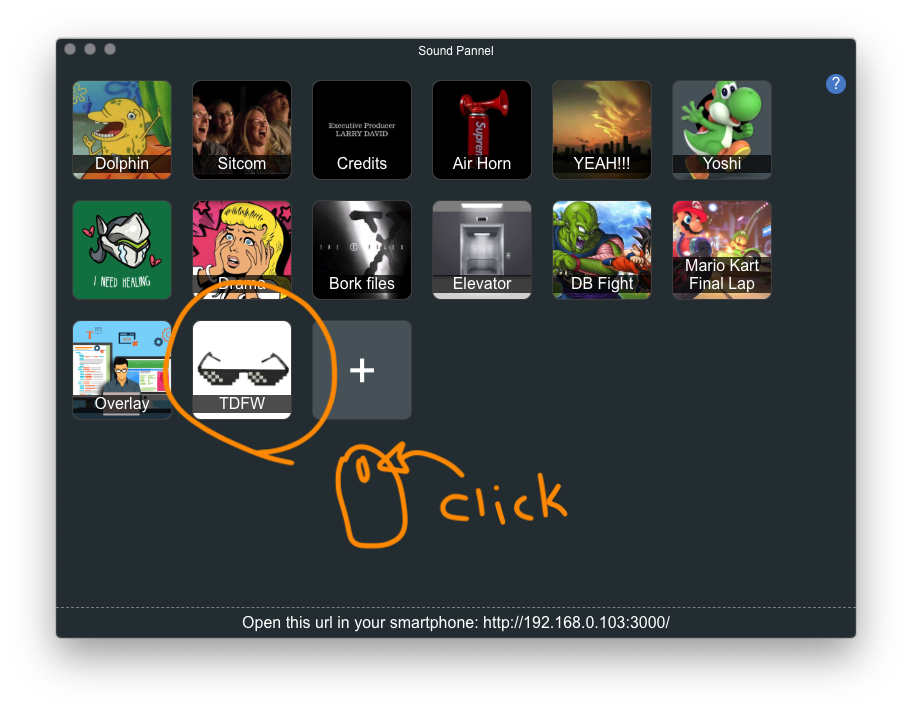 Sound Pannel
?
Dolphin
Sitcom
Executive Producer
LARRY DAVID
Credits
Supreme
Air Horn
YEAH!!!
Yoshi
I NEED HEALING
Drama
Bork files
Elevator
DB Fight
Mario Kart
Final Lap
Overlay
TDFW
+
click
Open this url in your smartphone: http://192.168.0.103:3000/